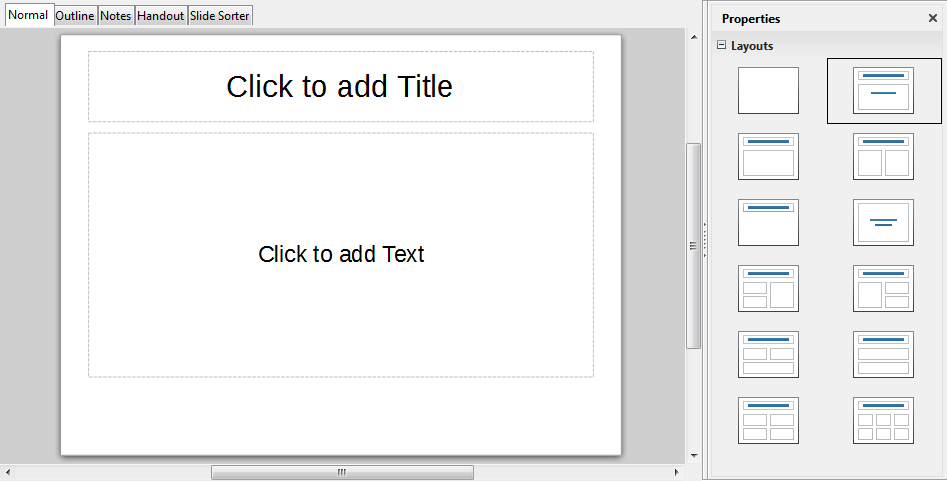 Normal Outline Notes Handout Slide Sorter
Click to add Title
Click to add Text
Properties
Layouts